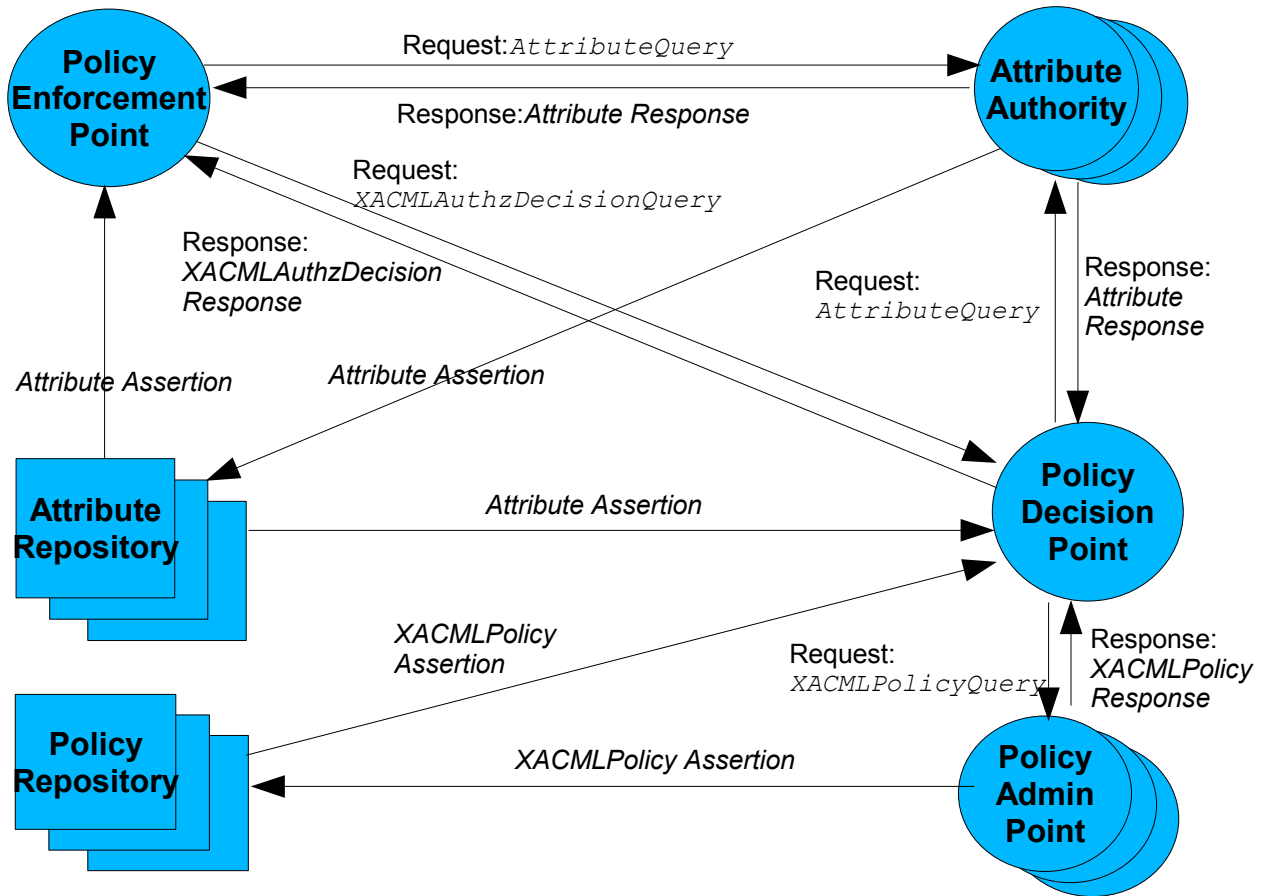 Policy
Enforcement
Point
Request:AttributeQuery
Response:Attribute Response
Attribute
Authority
Request:
XACMLAuthzDecisionQuery
Response:
XACMLAuthzDecision
Response
Request:
AttributeQuery
Response:
Attribute
Response
Attribute Assertion
Attribute Assertion
Attribute
Repository
Attribute Assertion
Policy
Decision
Point
XACMLPolicy
Assertion
Request:
XACMLPolicyQuery
Response:
XACMLPolicy
Response
Policy
Repository
XACMLPolicy Assertion
Policy
Admin
Point